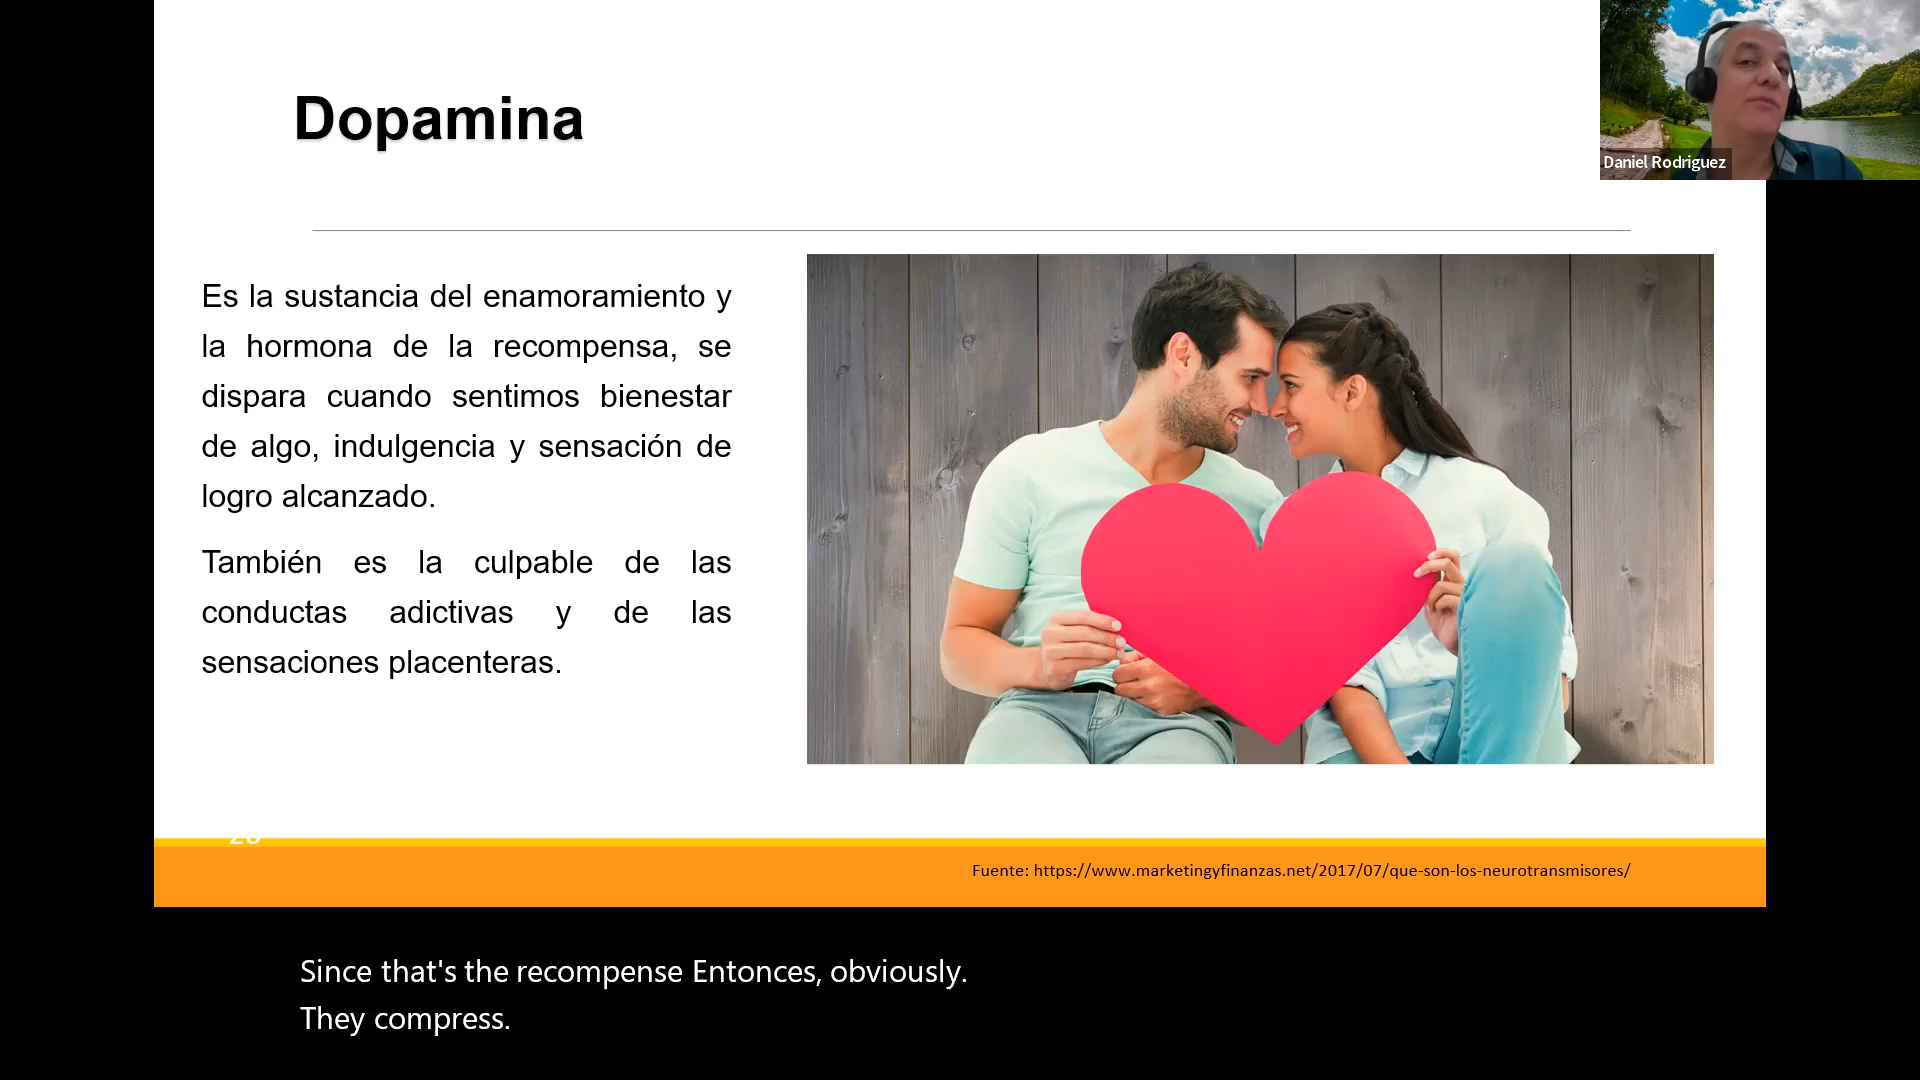 Dopamina
Daniel Rodriguez
Es la sustancia del enamoramiento y
la hormona de la recompensa, se
dispara cuando sentimos bienestar
de algo, indulgencia y sensación de
logro alcanzado.
También es la culpable de las
conductas adictivas y de las
sensaciones placenteras.
Fuente: https://www.marketingyfinanzas.net/2017/07/que-son-los-neurotransmisores/
Since that's the recompense Entonces, obviously.
They compress.